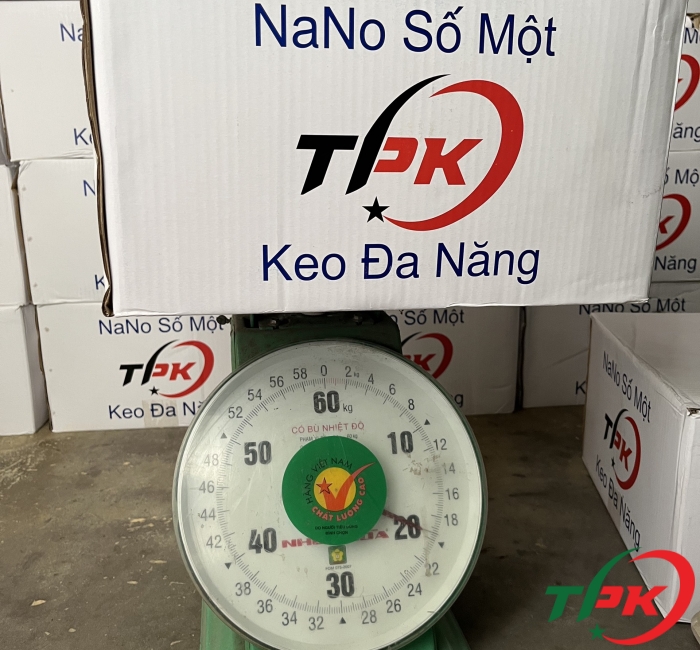 NaNo Số Một
TPK
Keo Đa Năng
NaNo Số Một
TPK
Keo Đa Năng
Số Một
NaNo Số Một
TPK
60 kg
CÓ BÙ NHIỆT ĐỘ
0 2 kg 4 6 8 10 12 14 16 18 20 22 24 26 28 30 32 34 36 38 40 42 44 46 48 50 52 54 56 58
HÀNG VIỆT NAM
CHẤT LƯỢNG CAO
TPK